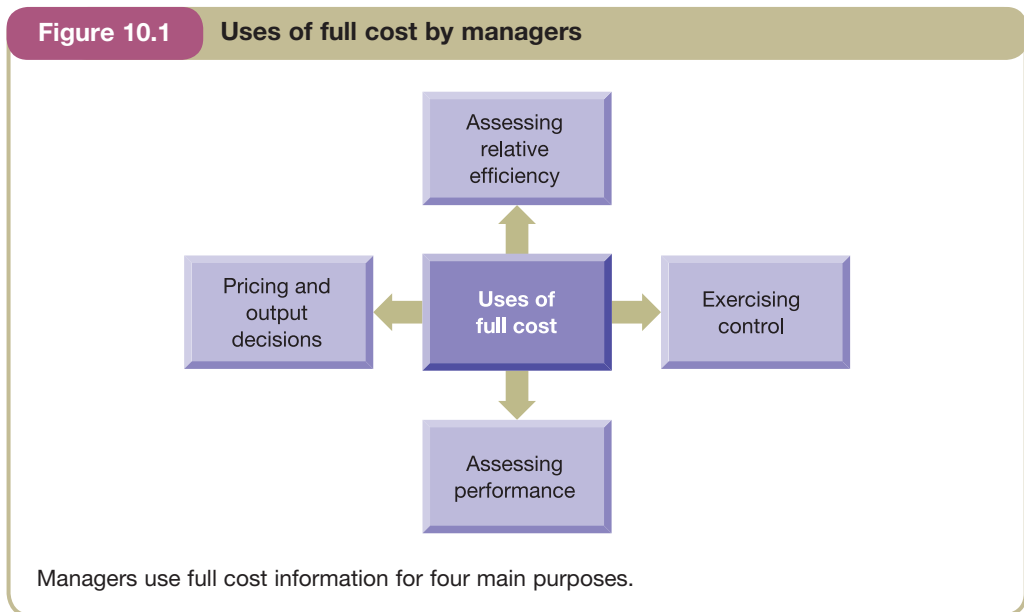 Figure 10.1 Uses of full cost by managers
Assessing
relative
efficiency
Pricing and
output
decisions
Uses of
full cost
Exercising
control
Assessing
performance
Managers use full cost information for four main purposes.